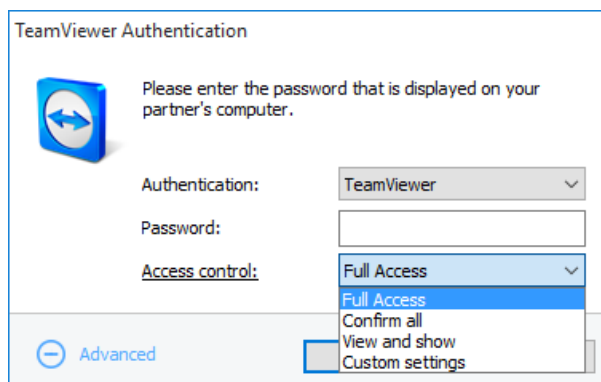 TeamViewer Authentication
Please enter the password that is displayed on your
partner's computer.
Authentication: TeamViewer
Password:
Access control: Full Access
Full Access
Confirm all
View and show
Custom settings
Advanced